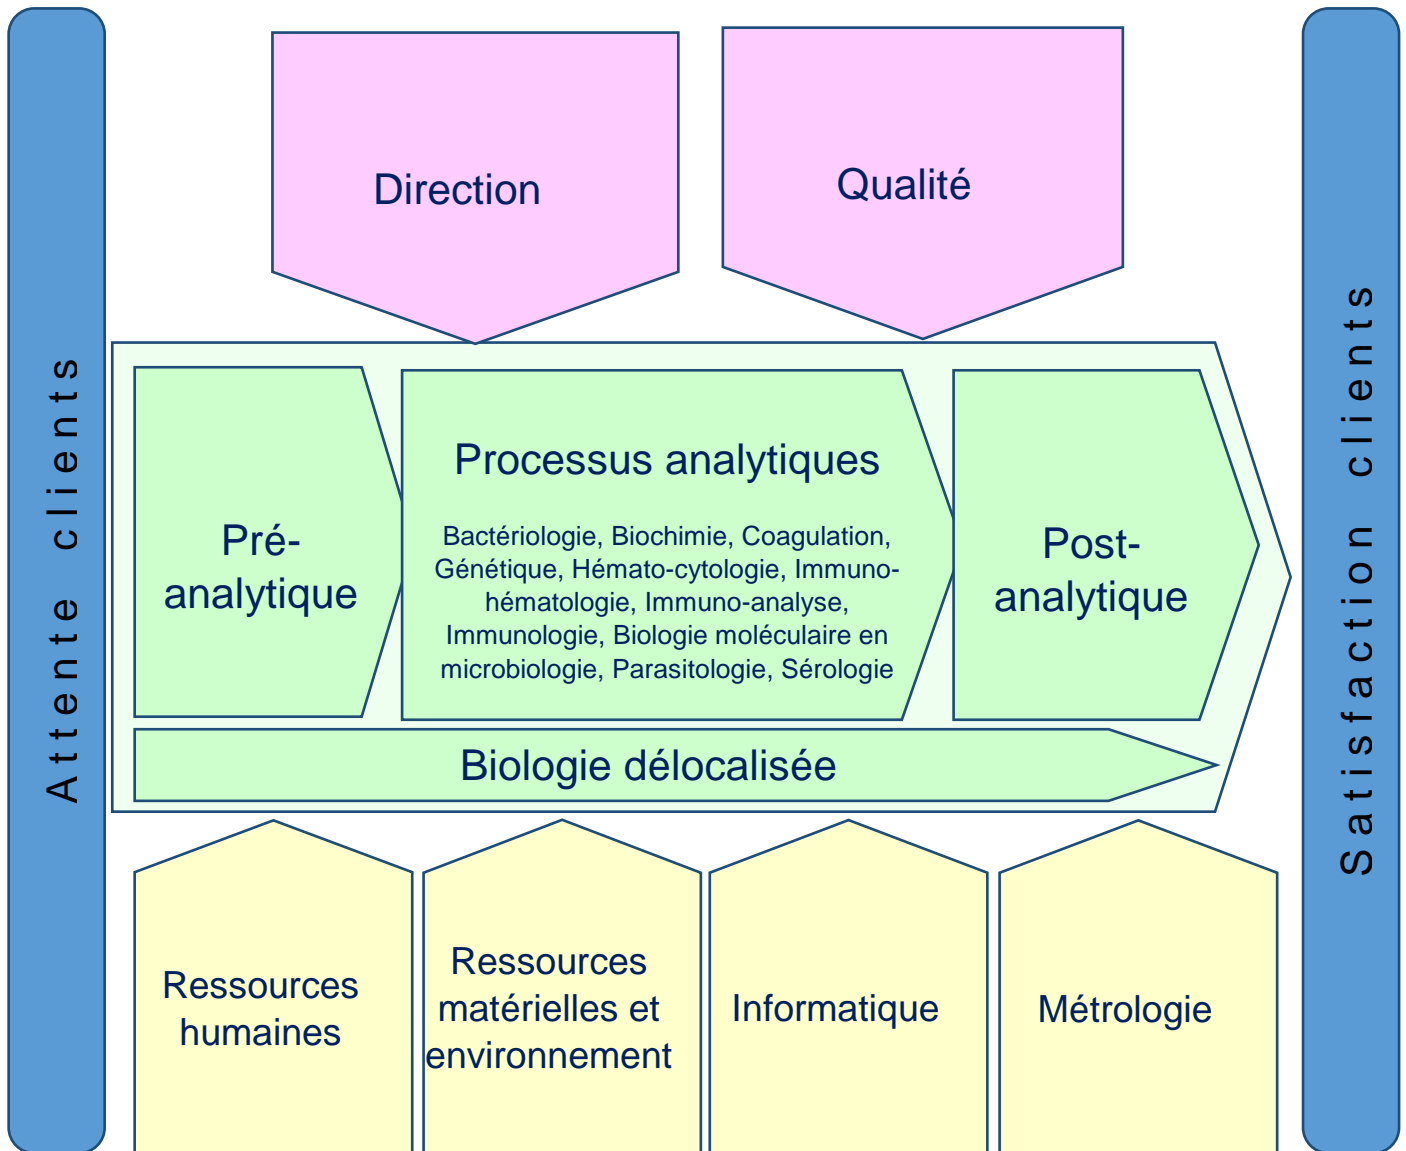 Attente clients
Direction
Qualité
Pré-
analytique
Processus analytiques
Bactériologie, Biochimie, Coagulation,
Génétique, Hémato-cytologie, Immuno-
hématologie, Immuno-analyse,
Immunologie, Biologie moléculaire en
microbiologie, Parasitologie, Sérologie
Post-
analytique
Biologie délocalisée
Ressources
humaines
Ressources
matérielles et
environnement
Informatique
Métrologie
Satisfaction clients